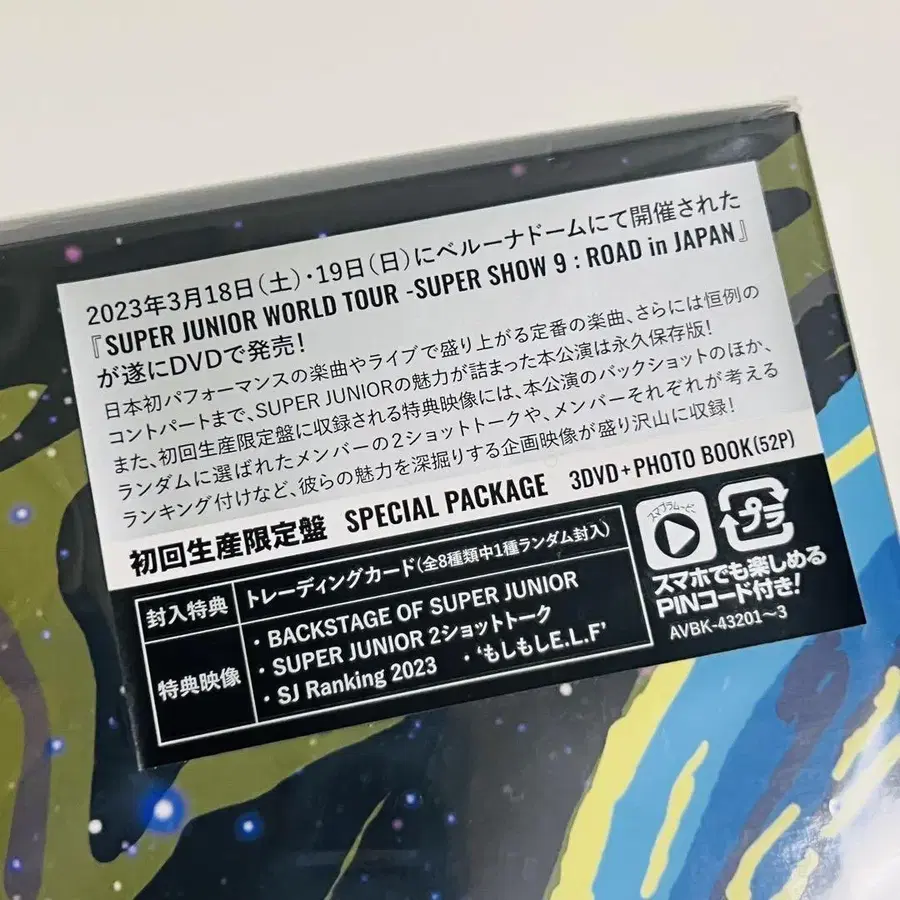 2023年3月18日(土)・19日(日)にベルーナドームにて開催された
『SUPER JUNIOR WORLD TOUR -SUPER SHOW 9 : ROAD in JAPAN』
が遂にDVDで発売!
日本初パフォーマンスの楽曲やライブで盛り上がる定番の楽曲、さらには恒例の
コントパートまで、SUPER JUNIORの魅力が詰まった本公演は永久保存版!
また、初回生産限定盤に収録される特典映像には、本公演のバックショットのほか、
ランダムに選ばれたメンバーの2ショットトークや、メンバーそれぞれが考える
ランキング付けなど、彼らの魅力を深掘りする企画映像が盛り沢山に収録!
初回生産限定盤 SPECIAL PACKAGE 3DVD+PHOTO BOOK(52P)
封入特典 トレーディングカード(全8種類中1種ランダム封入)
特典映像
・BACKSTAGE OF SUPER JUNIOR
・SUPER JUNIOR 2ショットトーク
・SJ Ranking 2023 ・'もしもしE.L.F'
スマプラムービー
プラ
スマホでも楽しめる
PINコード付き!
AVBK-43201~3